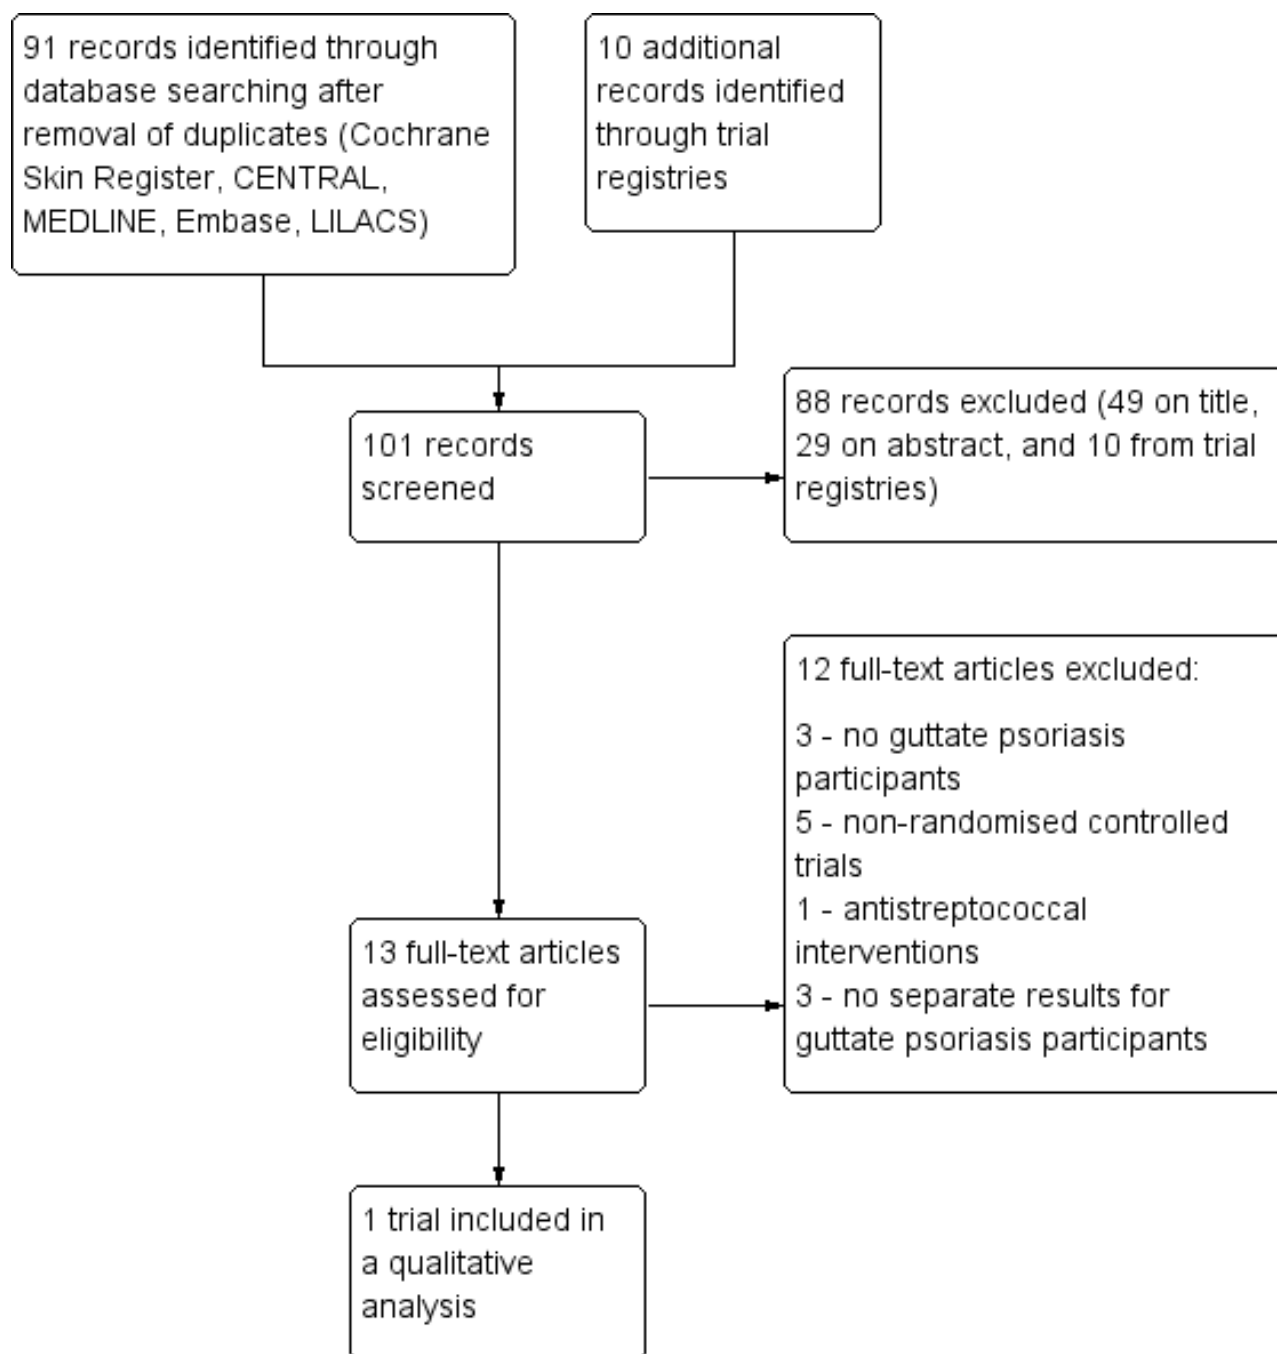 91 records identified through
database searching after
removal of duplicates (Cochrane
Skin Register, CENTRAL,
MEDLINE, Embase, LILACS)
10 additional
records identified
through trial
registries
101 records
screened
88 records excluded (49 on title,
29 on abstract, and 10 from trial
registries)
12 full-text articles excluded:
3 - no guttate psoriasis
participants
5 - non-randomised controlled
trials
1 - antistreptococcal
interventions
3 - no separate results for
guttate psoriasis participants
13 full-text articles
assessed for
eligibility
1 trial included in
a qualitative
analysis